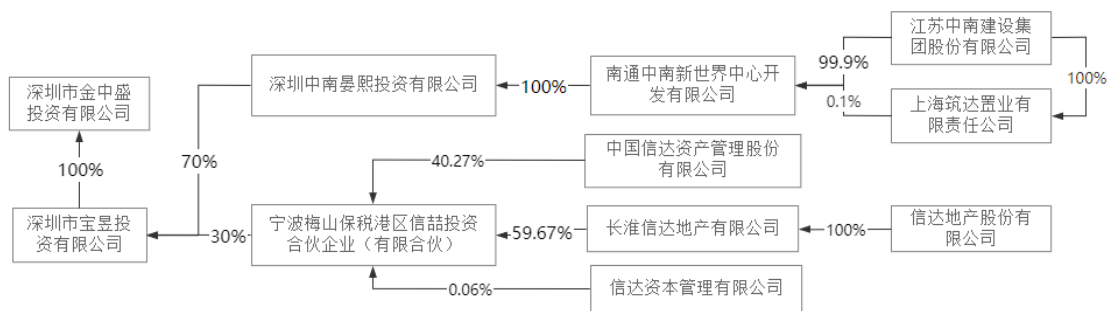 江苏中南建设集
团股份有限公司
99.9%
100%
深圳市金中盛
投资有限公司
深圳中南晏熙投资有限公司
100%
南通中南新世界中心开
发有限公司
0.1%
上海筑达置业有
限责任公司
100%
70%
40.27%
中国信达资产管理股份
有限公司
深圳市宝昱投
资有限公司
30%
宁波梅山保税港区信喆投资
合伙企业（有限合伙）
59.67%
长淮信达地产有限公司
100%
信达地产股份有
限公司
0.06%
信达资本管理有限公司